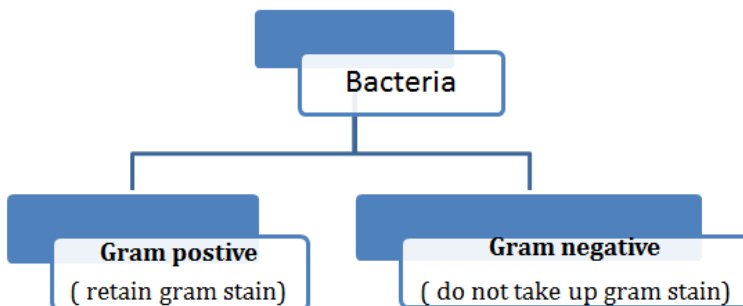 Bacteria
Gram postive
( retain gram stain)
Gram negative
( do not take up gram stain)